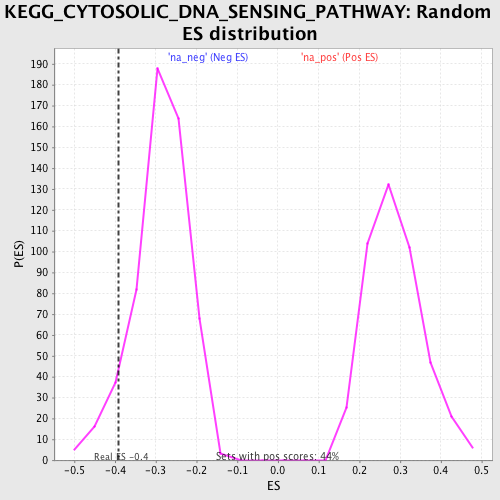 KEGG_CYTOSOLIC_DNA_SENSING_PATHWAY: Random
ES distribution
'na_neg' (Neg ES) 'na_pos' (Pos ES)
190
180
170
160
150
140
130
120
110
100
90
80
70
60
50
40
30
20
10
0
P(ES)
Real ES -0.4 Sets with pos scores: 44%
-0.5 -0.4 -0.3 -0.2 -0.1 0.0 0.1 0.2 0.3 0.4 0.5
ES